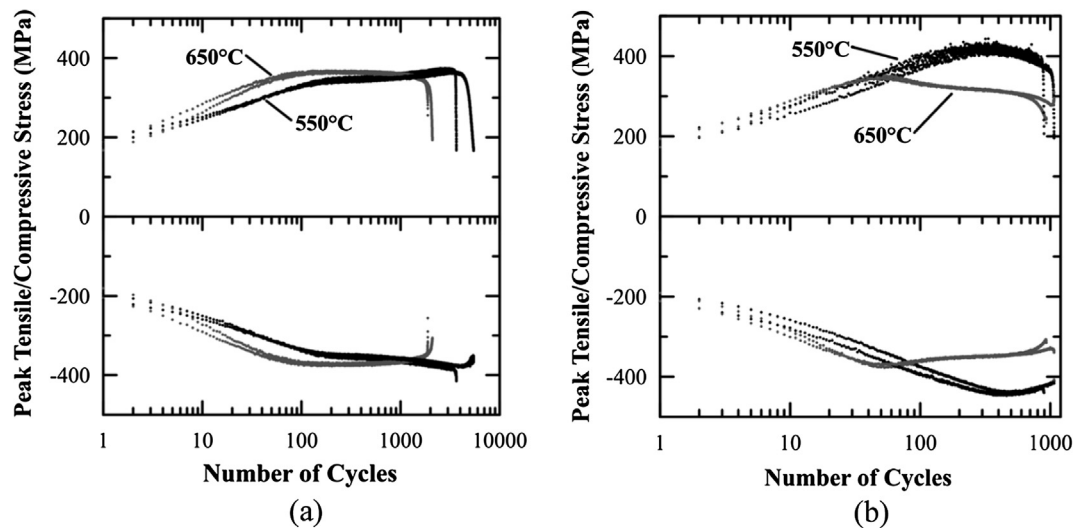 Peak Tensile/Compressive Stress (MPa)
400
200
0
-200
-400
650°C
550°C
1
10
100
1000
10000
Number of Cycles
(a)
Peak Tensile/Compressive Stress (MPa)
400
200
0
-200
-400
550°C
650°C
1
10
100
1000
Number of Cycles
(b)